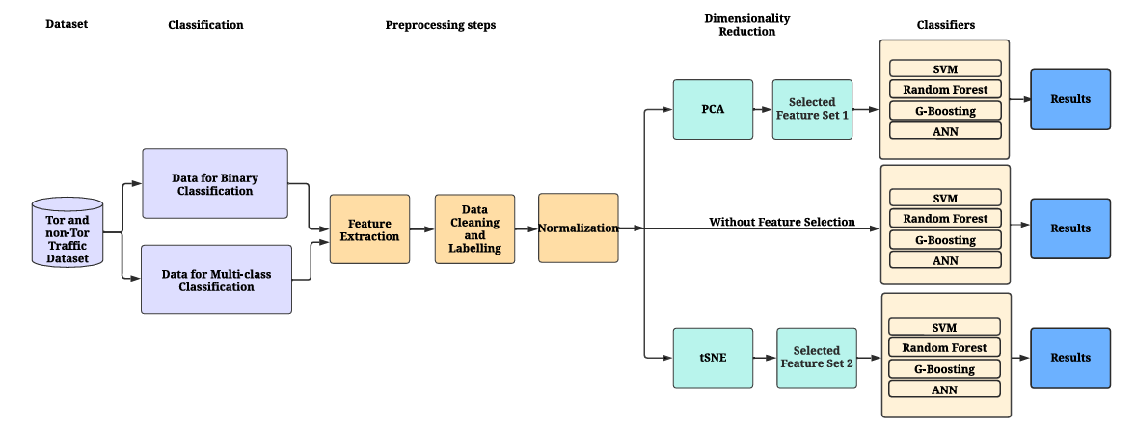 Dataset
Classification
Preprocessing steps
Dimensionality
Reduction
Classifiers
Tor and
non-Tor
Traffic
Dataset
Data for Binary
Classification
Data for Multi-class
Classification
Feature
Extraction
Data
Cleaning
and
Labelling
Normalization
PCA
Selected
Feature Set 1
SVM
Random Forest
G-Boosting
ANN
Results
Without Feature Selection
SVM
Random Forest
G-Boosting
ANN
Results
tSNE
Selected
Feature Set 2
SVM
Random Forest
G-Boosting
ANN
Results